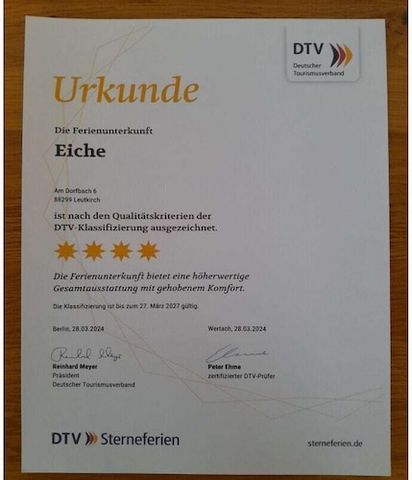 DTV
Deutscher
Tourismusverband
Urkunde
Die Ferienunterkunft
Eiche
Am Dorfbach 6
88299 Leutkirch
ist nach den Qualitätskriterien der
DTV-Klassifizierung ausgezeichnet.
Die Ferienunterkunft bietet eine höherwertige
Gesamtausstattung mit gehobenem Komfort.
Die Klassifizierung ist bis zum 27. März 2027 gültig.
Berlin, 28.03.2024
Wertach, 28.03.2024
Reinhard Meyer
Präsident
Deutscher Tourismusverband
Peter Ehme
zertifizierter DTV-Prüfer
DTV Sterneferien
sterneferien.de